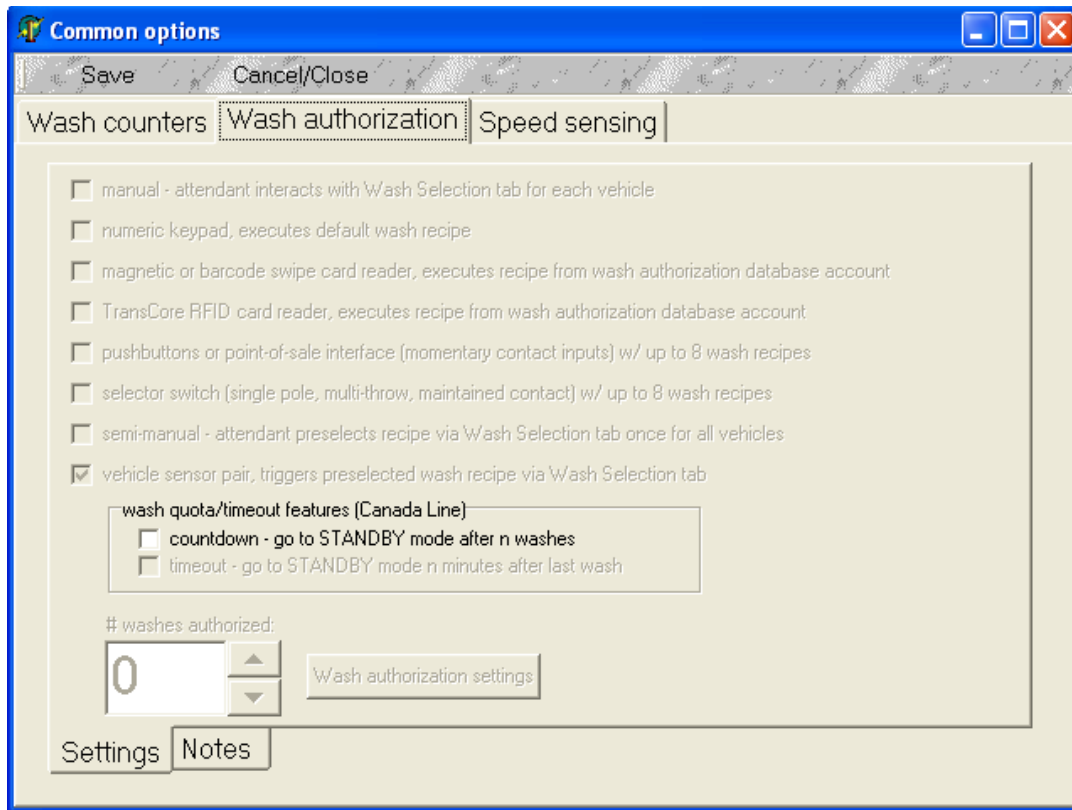 Common options
Save Cancel/Close
Wash counters Wash authorization Speed sensing
manual - attendant interacts with Wash Selection tab for each vehicle
numeric keypad, executes default wash recipe
magnetic or barcode swipe card reader, executes recipe from wash authorization database account
TransCore RFID card reader, executes recipe from wash authorization database account
pushbuttons or point-of-sale interface (momentary contact inputs) w/ up to 8 wash recipes
selector switch (single pole, multi-throw, maintained contact) w/ up to 8 wash recipes
semi-manual - attendant preselects recipe via Wash Selection tab once for all vehicles
vehicle sensor pair, triggers preselected wash recipe via Wash Selection tab
wash quota/timeout features (Canada Line)
countdown - go to STANDBY mode after n washes
timeout - go to STANDBY mode n minutes after last wash
# washes authorized:
0 Wash authorization settings
Settings Notes